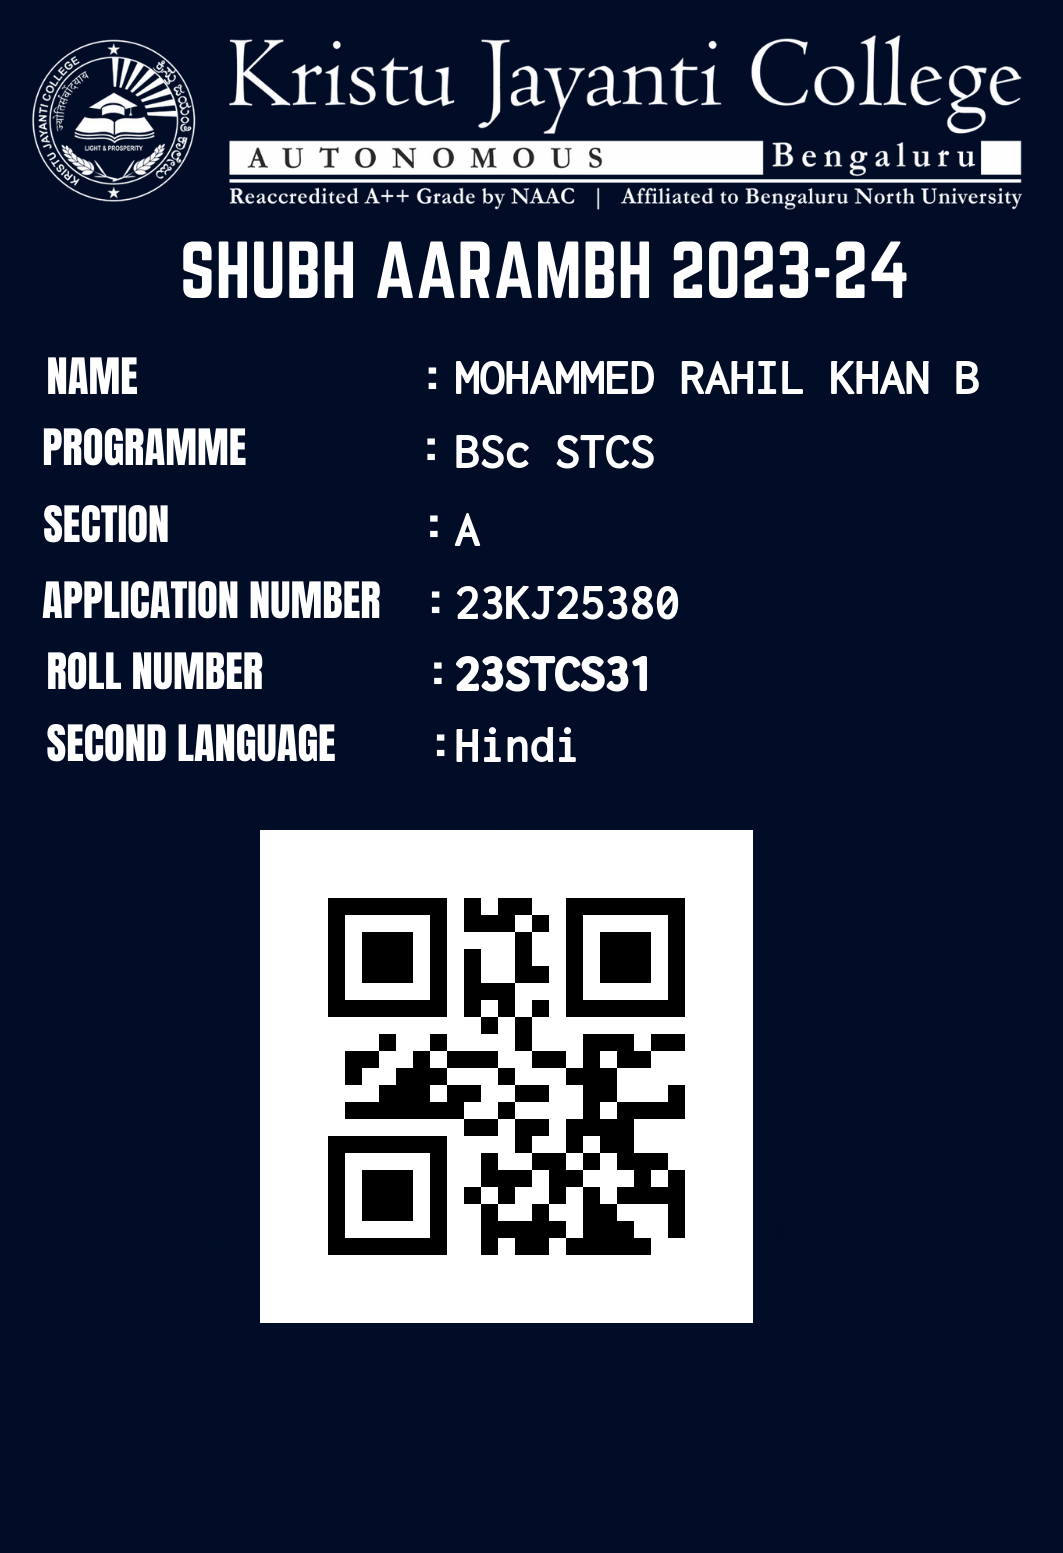 KRISTU JAYANTI COLLEGE
LIGHT & PROSPERITY
Kristu Jayanti College
AUTONOMOUS Bengaluru
Reaccredited A++ Grade by NAAC | Affiliated to Bengaluru North University
SHUBH AARAMBH 2023-24
NAME : MOHAMMED RAHIL KHAN B
PROGRAMME : BSc STCS
SECTION : A
APPLICATION NUMBER : 23KJ25380
ROLL NUMBER : 23STCS31
SECOND LANGUAGE : Hindi